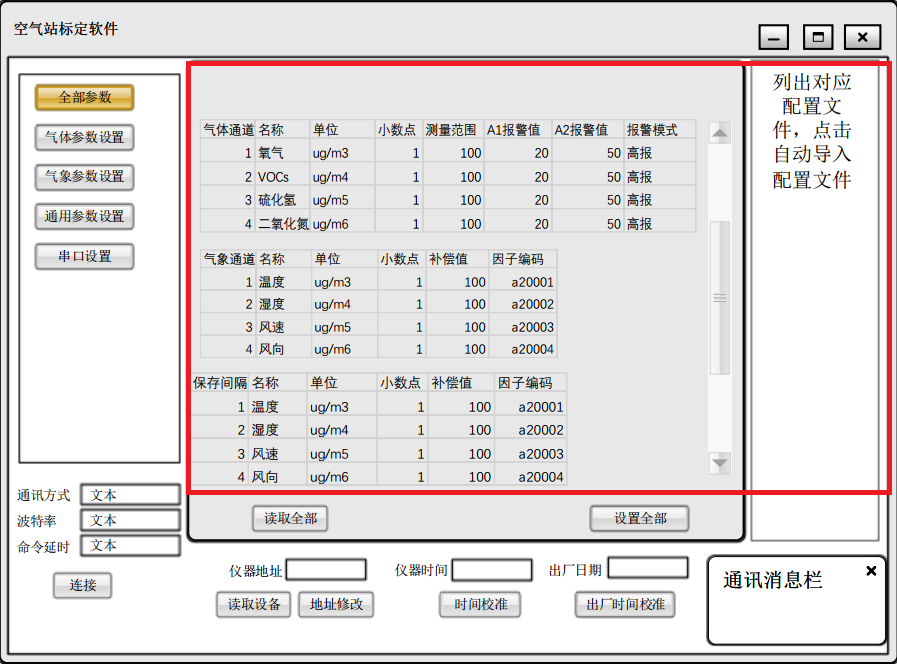 空气站标定软件
全部参数
气体参数设置
气象参数设置
通用参数设置
串口设置
气体通道 名称 单位 小数点 测量范围 A1报警值 A2报警值 报警模式
1 氧气 ug/m3 1 100 20 50 高报
2 VOCs ug/m4 1 100 20 50 高报
3 硫化氢 ug/m5 1 100 20 50 高报
4 二氧化氮 ug/m6 1 100 20 50 高报
气象通道 名称 单位 小数点 补偿值 因子编码
1 温度 ug/m3 1 100 a20001
2 湿度 ug/m4 1 100 a20002
3 风速 ug/m5 1 100 a20003
4 风向 ug/m6 1 100 a20004
保存间隔 名称 单位 小数点 补偿值 因子编码
1 温度 ug/m3 1 100 a20001
2 湿度 ug/m4 1 100 a20002
3 风速 ug/m5 1 100 a20003
4 风向 ug/m6 1 100 a20004
读取全部 设置全部
列出对应
配置文
件，点击
自动导入
配置文件
通讯方式 文本
波特率 文本
命令延时 文本
连接
仪器地址 仪器时间 出厂日期
读取设备 地址修改 时间校准 出厂时间校准
通讯消息栏